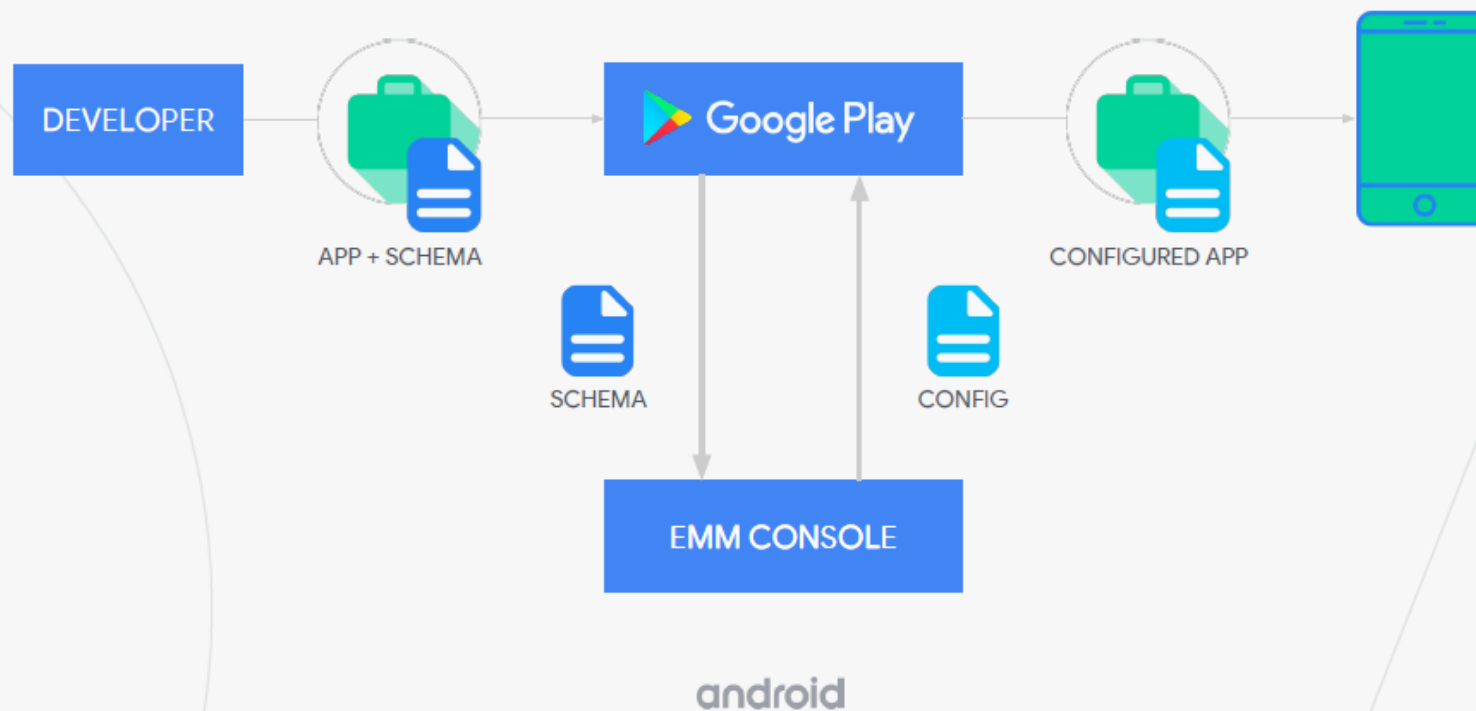 DEVELOPER
Google Play
APP + SCHEMA
CONFIGURED APP
SCHEMA
CONFIG
EMM CONSOLE
android